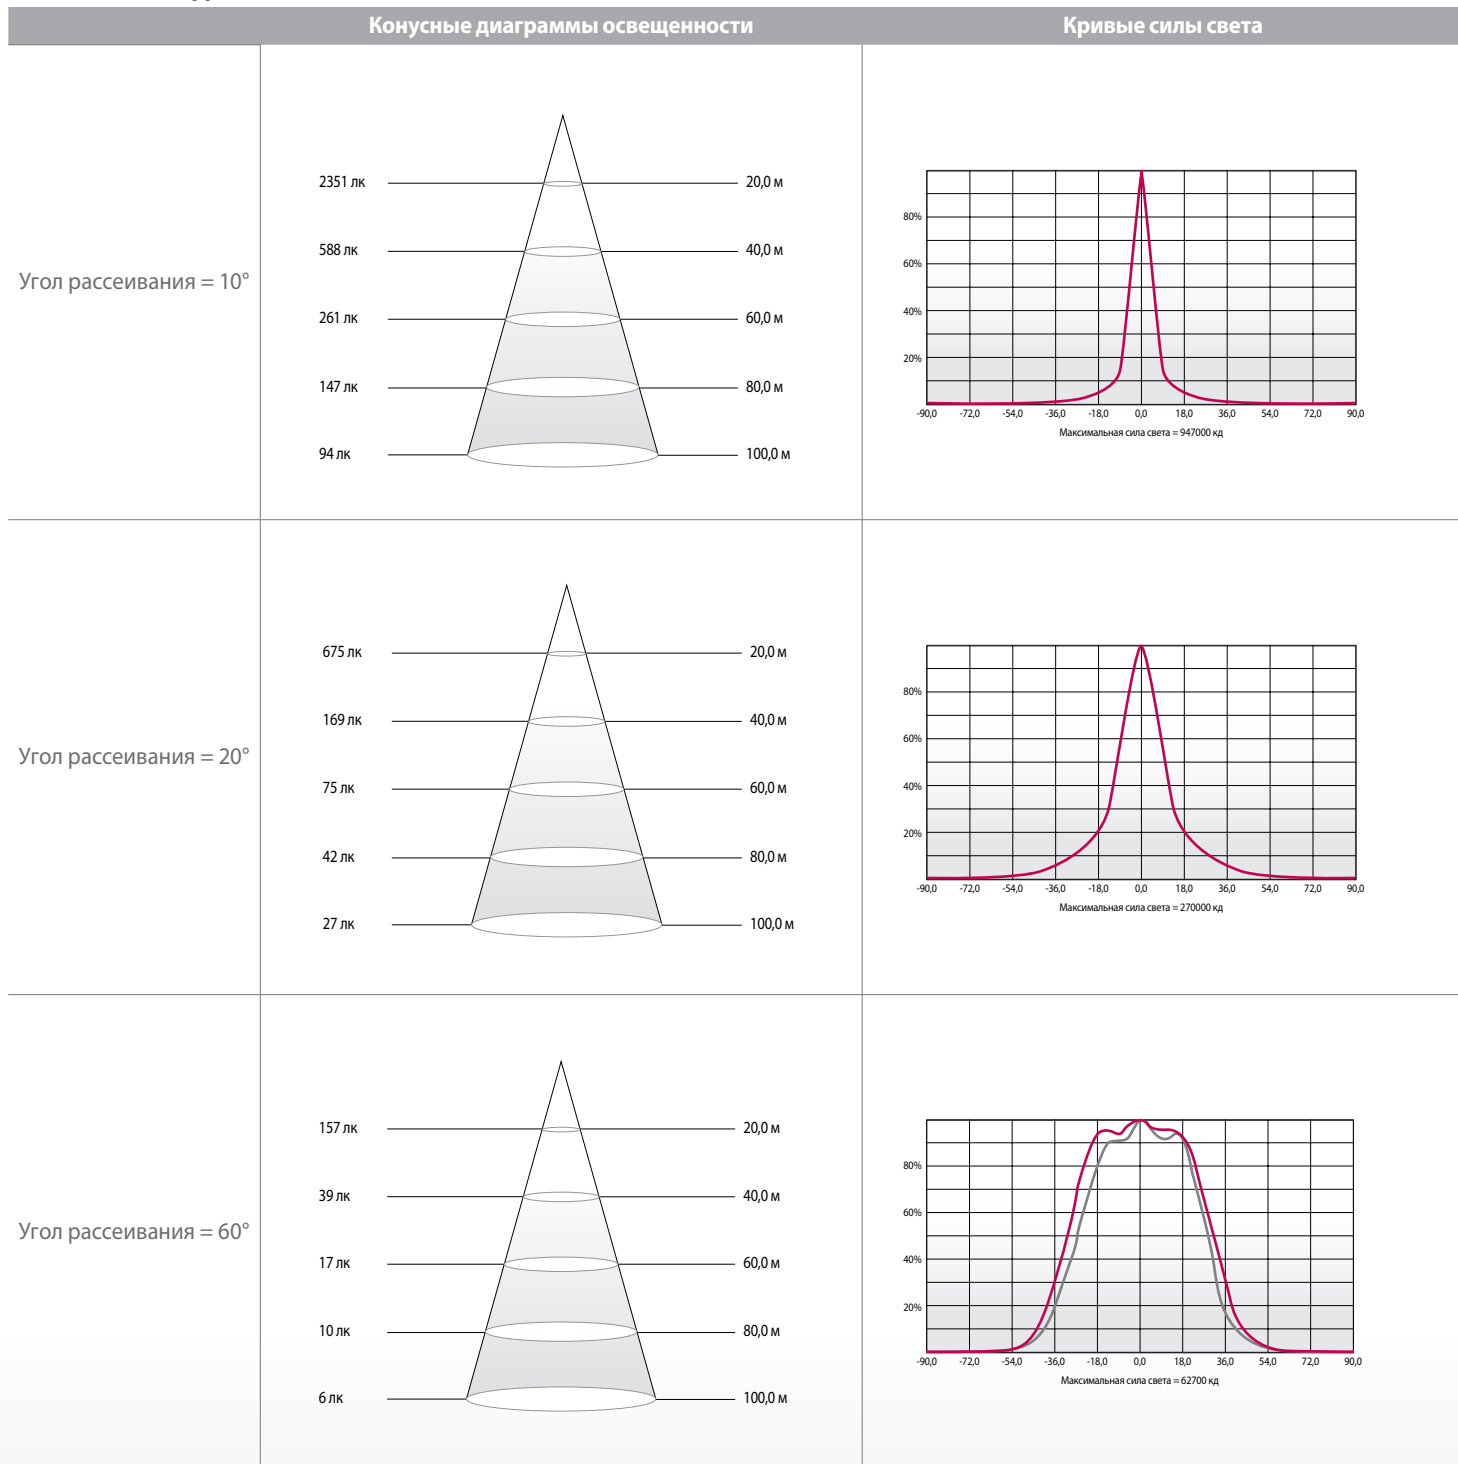 Конусные диаграммы освещенности
Кривые силы света
Угол рассеивания = 10°
2351 лк
20,0 м
588 лк
40,0 м
261 лк
60,0 м
147 лк
80,0 м
94 лк
100,0 м
80%
60%
40%
20%
-90,0 -72,0 -54,0 -36,0 -18,0 0,0 18,0 36,0 54,0 72,0 90,0
Максимальная сила света = 947000 кд
Угол рассеивания = 20°
675 лк
20,0 м
169 лк
40,0 м
75 лк
60,0 м
42 лк
80,0 м
27 лк
100,0 м
80%
60%
40%
20%
-90,0 -72,0 -54,0 -36,0 -18,0 0,0 18,0 36,0 54,0 72,0 90,0
Максимальная сила света = 270000 кд
Угол рассеивания = 60°
157 лк
20,0 м
39 лк
40,0 м
17 лк
60,0 м
10 лк
80,0 м
6 лк
100,0 м
80%
60%
40%
20%
-90,0 -72,0 -54,0 -36,0 -18,0 0,0 18,0 36,0 54,0 72,0 90,0
Максимальная сила света = 62700 кд